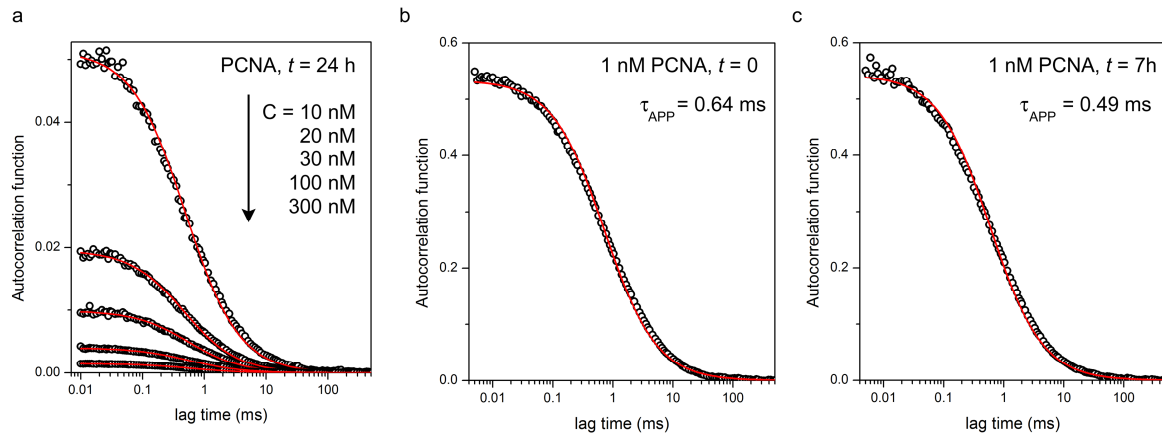 a
PCNA, t = 24 h
C = 10 nM
20 nM
30 nM
100 nM
300 nM
0.04
0.02
0.00
Autocorrelation function
0.01
0.1
1
10
100
lag time (ms)
b
1 nM PCNA, t = 0
τAPP = 0.64 ms
0.6
0.4
0.2
0.0
Autocorrelation function
0.01
0.1
1
10
100
lag time (ms)
c
1 nM PCNA, t = 7h
τAPP = 0.49 ms
0.6
0.4
0.2
0.0
Autocorrelation function
0.01
0.1
1
10
100
lag time (ms)